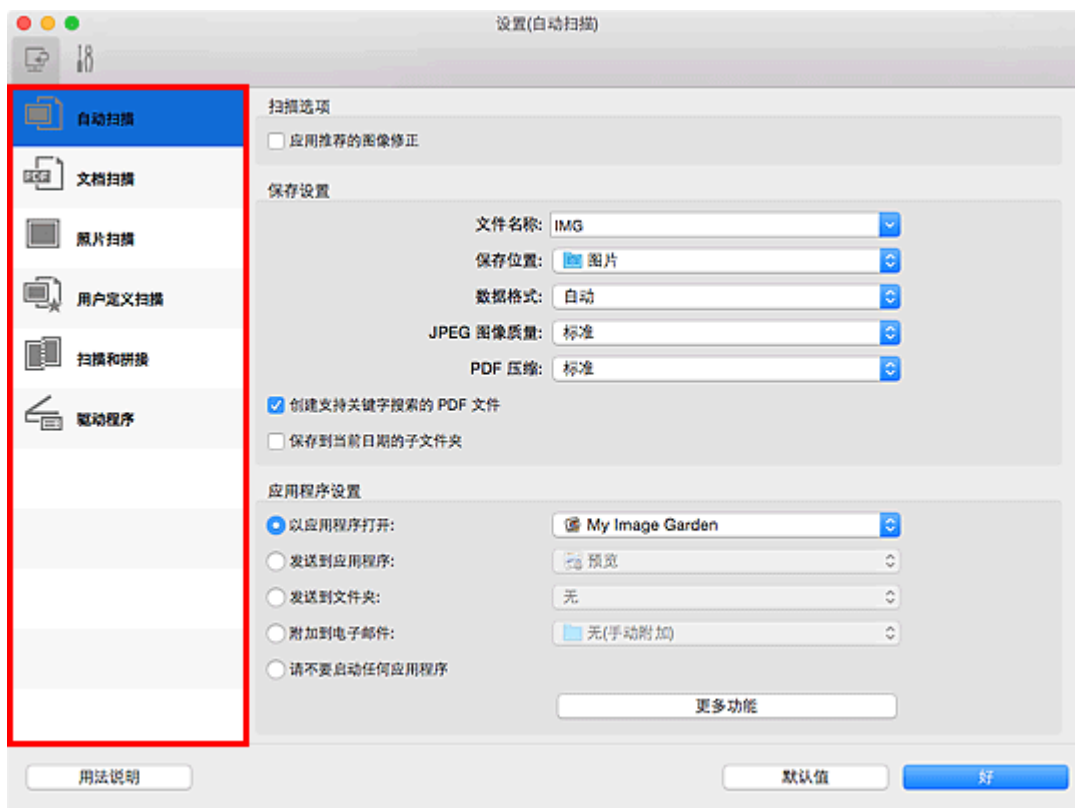 设置(自动扫描)
自动扫描
文档扫描
照片扫描
用户定义扫描
扫描和拼接
驱动程序
扫描选项
应用推荐的图像修正
保存设置
文件名称: IMG
保存位置: 图片
数据格式: 自动
JPEG 图像质量: 标准
PDF 压缩: 标准
创建支持关键字搜索的 PDF 文件
保存到当前日期的子文件夹
应用程序设置
以应用程序打开: My Image Garden
发送到应用程序: 预览
发送到文件夹: 无
附加到电子邮件: 无(手动附加)
请不要启动任何应用程序
更多功能
用法说明 默认值 好